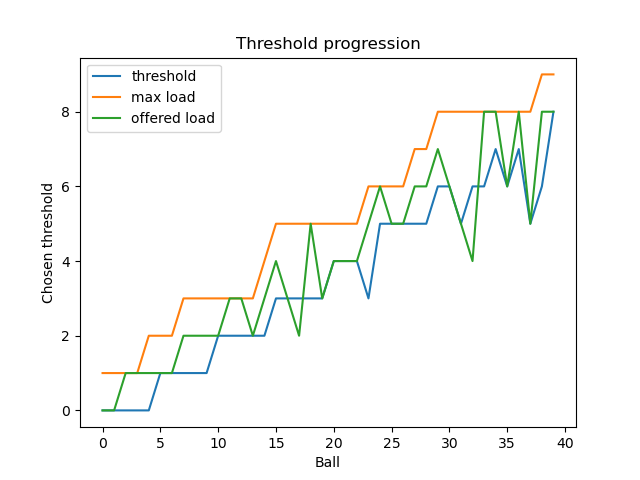 Threshold progression
threshold
max load
offered load
Chosen threshold
8
6
4
2
0
0 5 10 15 20 25 30 35 40
Ball